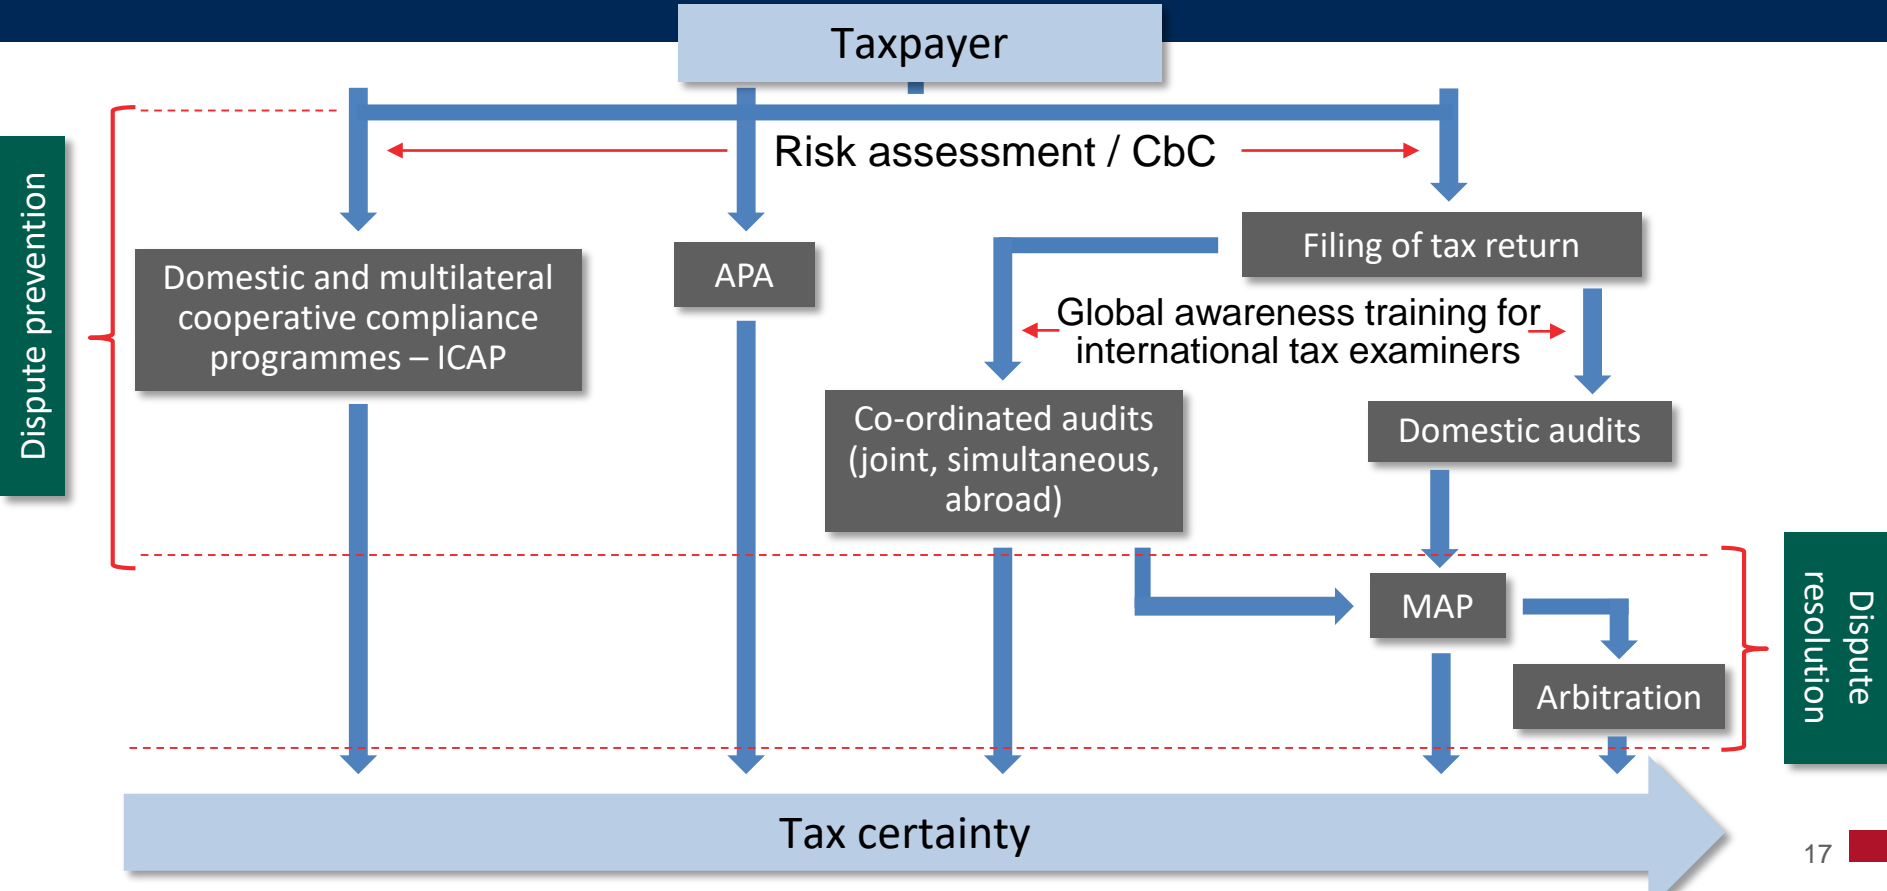 Taxpayer
Risk assessment / CbC
Dispute prevention
Domestic and multilateral
cooperative compliance
programmes – ICAP
APA
Filing of tax return
Global awareness training for
international tax examiners
Co-ordinated audits
(joint, simultaneous,
abroad)
Domestic audits
MAP
Arbitration
Dispute
resolution
Tax certainty
17